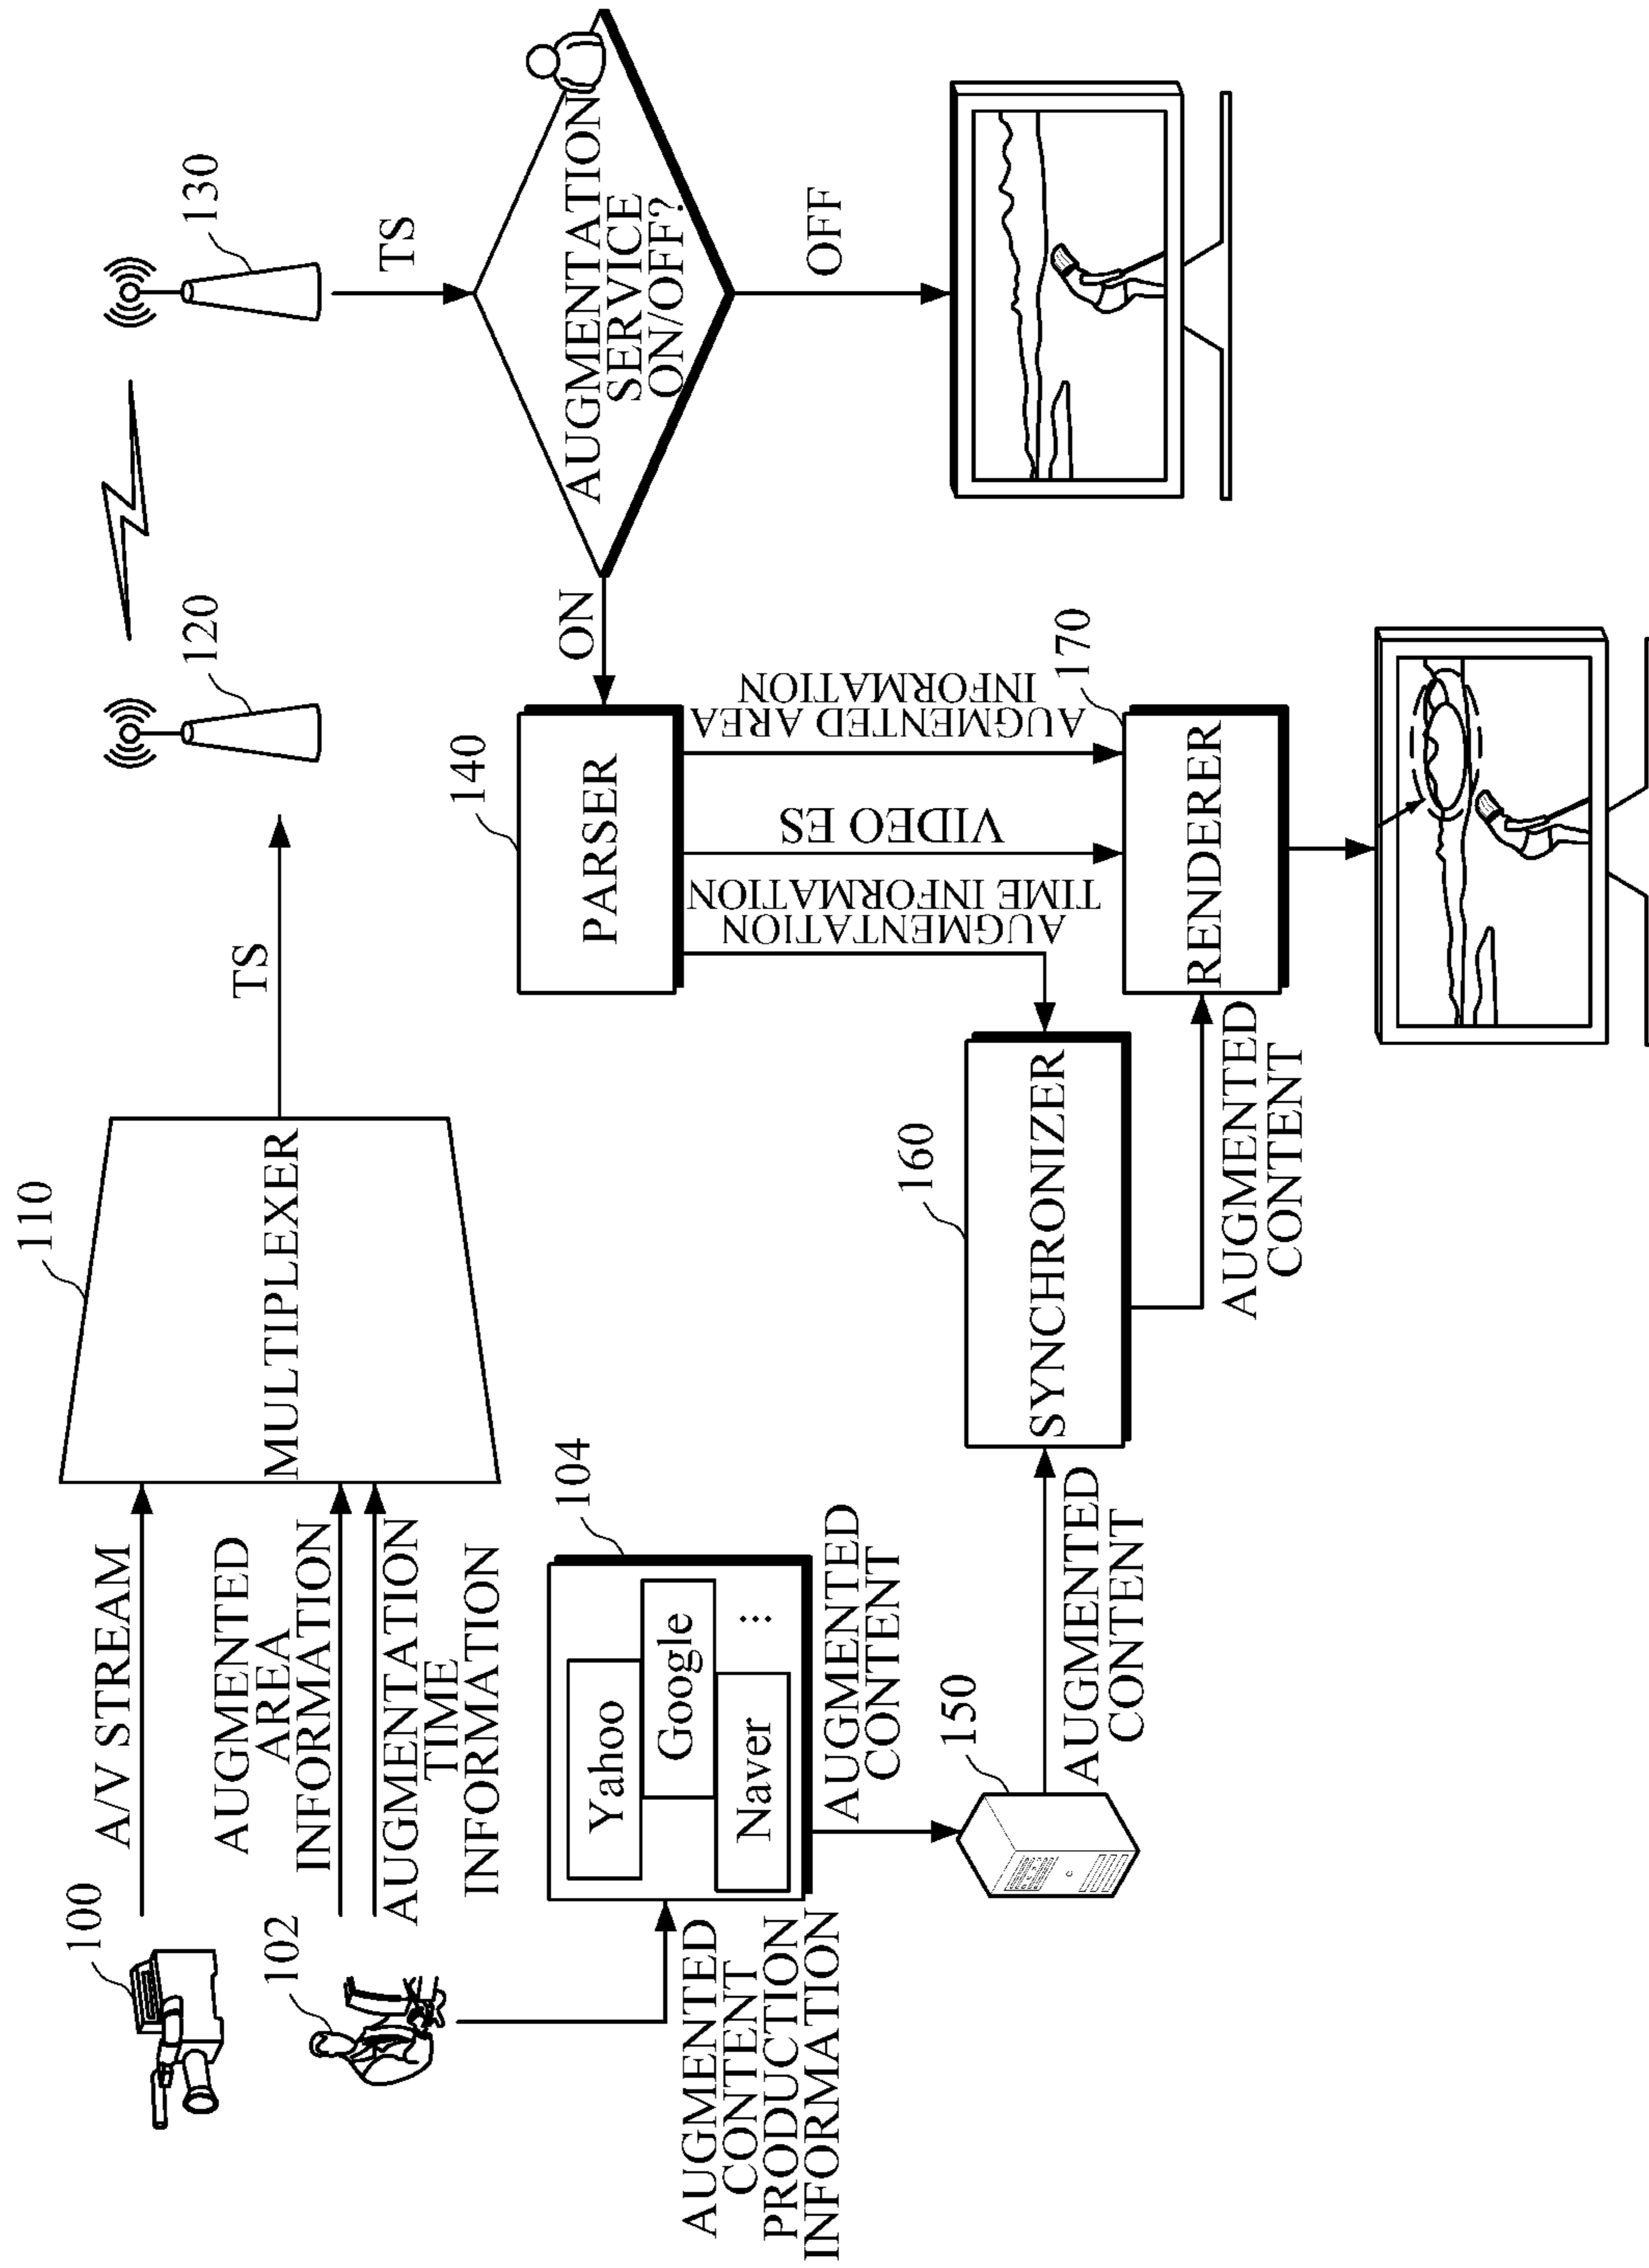 100
A/V STREAM
110
MULTIPLEXER
TS
120
130
TS
102
AUGMENTED
AREA
INFORMATION
AUGMENTATION
TIME
INFORMATION
AUGMENTED
CONTENT
PRODUCTION
INFORMATION
104
Yahoo
Google
Naver
...
AUGMENTED
CONTENT
150
AUGMENTED
CONTENT
160
SYNCHRONIZER
AUGMENTED
CONTENT
AUGMENTATION
SERVICE
ON/OFF?
ON
OFF
140
PARSER
AUGMENTED AREA
INFORMATION
VIDEO ES
AUGMENTATION
TIME INFORMATION
170
RENDERER